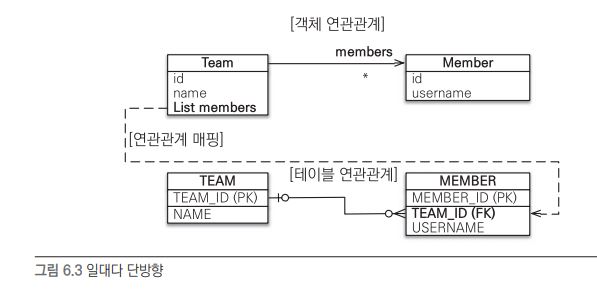 [객체 연관관계]
members
Team
Member
*
id
name
List members
id
username
[연관관계 매핑]
[테이블 연관관계]
TEAM
TEAM_ID (PK)
NAME
MEMBER
MEMBER_ID (PK)
TEAM_ID (FK)
USERNAME
그림 6.3 일대다 단방향